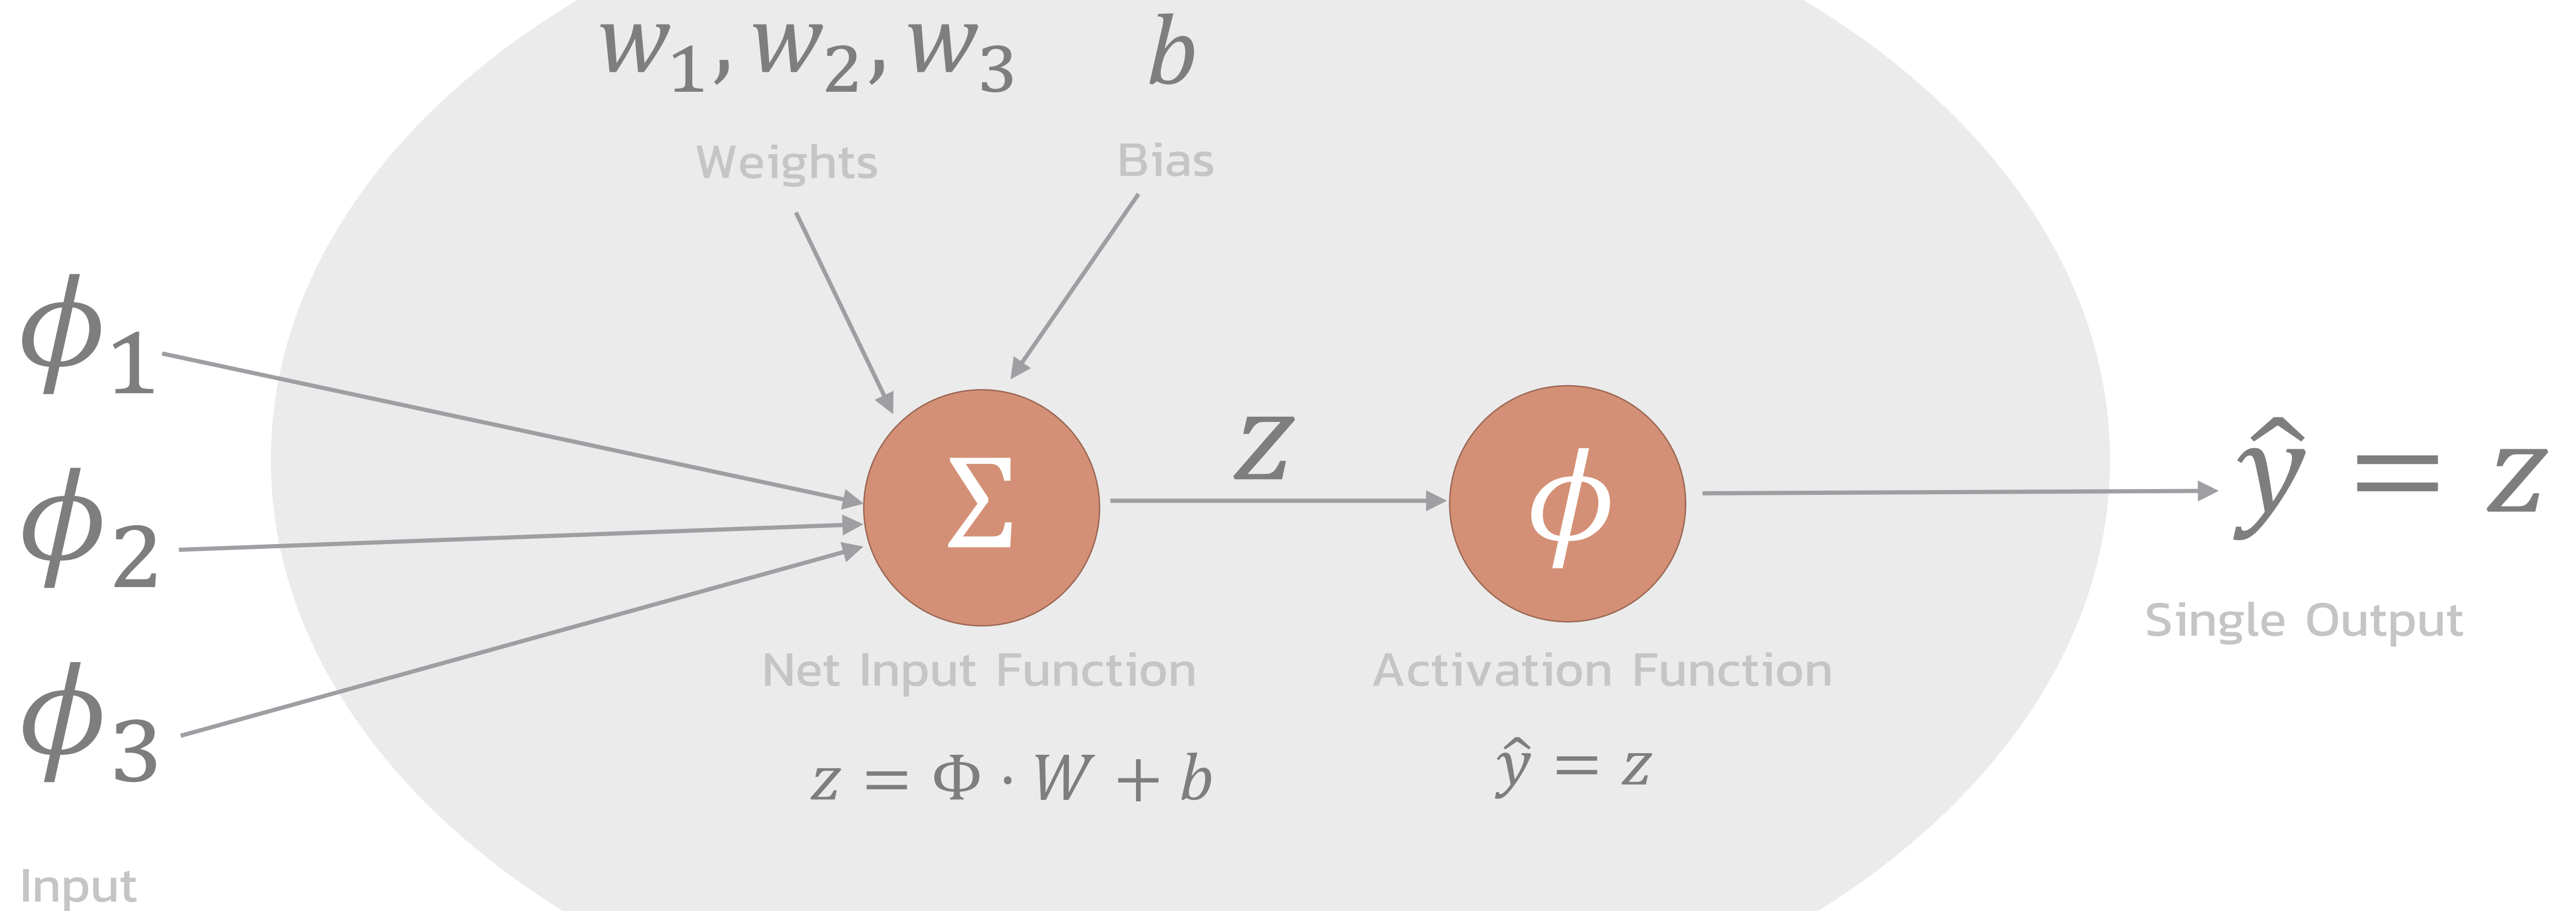 w₁, w₂, w₃ b
Weights Bias
ϕ₁
ϕ₂
ϕ₃
Input
Σ
z
ϕ
ŷ = z
Net Input Function
z = Φ · W + b
Activation Function
ŷ = z
Single Output